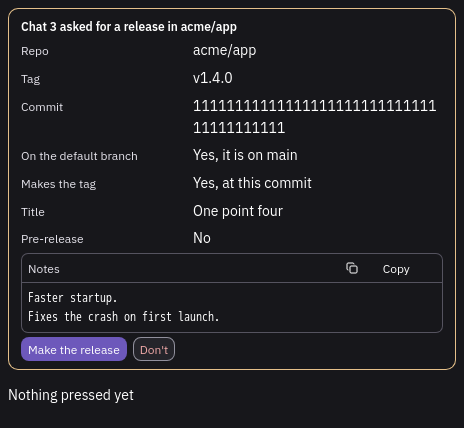 Chat 3 asked for a release in acme/app
Repo acme/app
Tag v1.4.0
Commit 11111111111111111111111111111
11111111111
On the default branch Yes, it is on main
Makes the tag Yes, at this commit
Title One point four
Pre-release No
Notes Copy
Faster startup.
Fixes the crash on first launch.
Make the release Don't
Nothing pressed yet